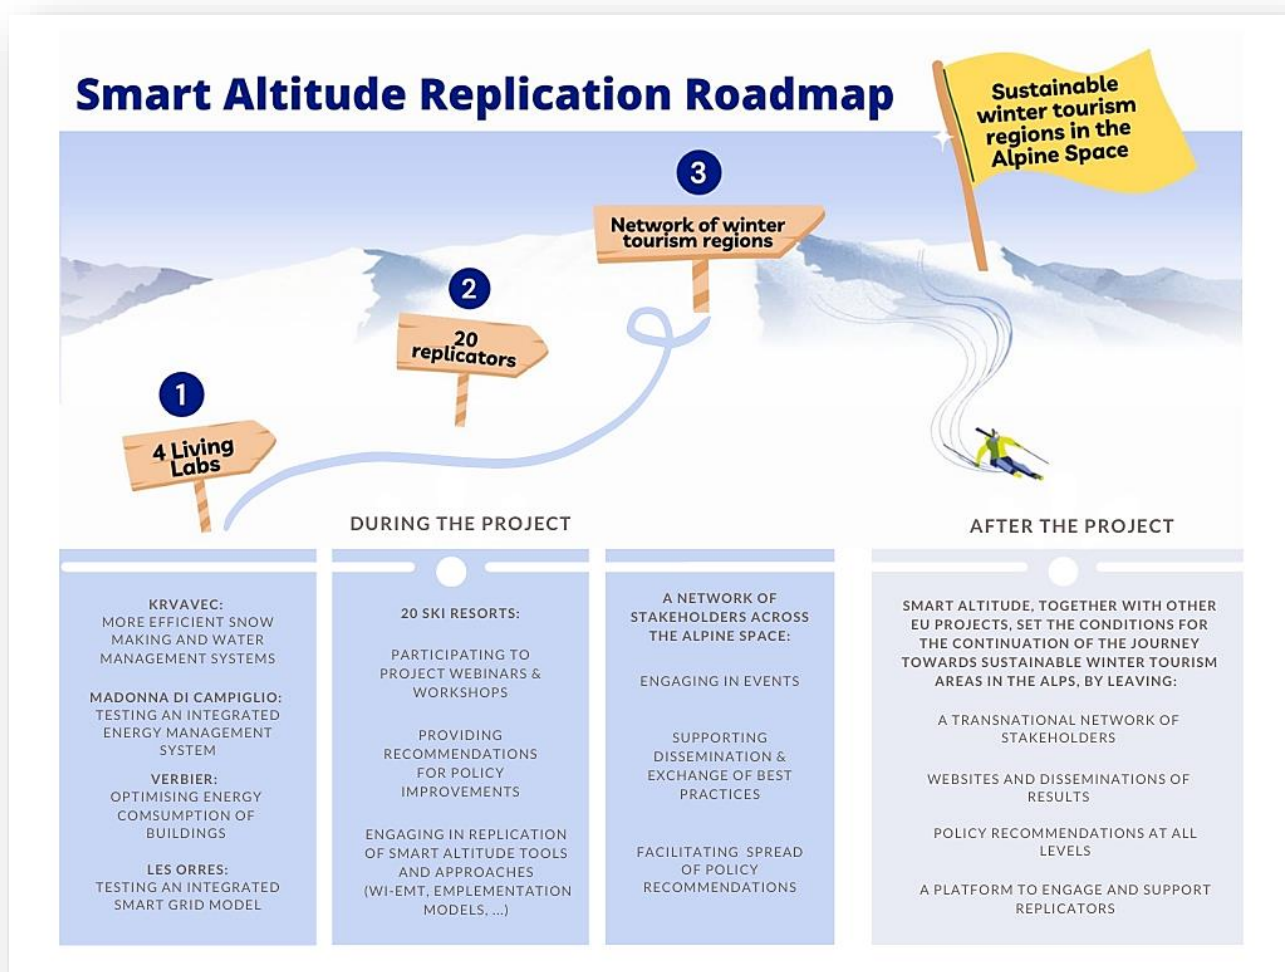 Smart Altitude Replication Roadmap
Sustainable
winter tourism
regions in the
Alpine Space
3
Network of winter
tourism regions
2
20
replicators
1
4 Living
Labs
DURING THE PROJECT
AFTER THE PROJECT
KRVAVEC:
MORE EFFICIENT SNOW
MAKING AND WATER
MANAGEMENT SYSTEMS
MADONNA DI CAMPIGLIO:
TESTING AN INTEGRATED
ENERGY MANAGEMENT
SYSTEM
VERBIER:
OPTIMISING ENERGY
COMSUMPTION OF
BUILDINGS
LES ORRES:
TESTING AN INTEGRATED
SMART GRID MODEL
20 SKI RESORTS:
PARTICIPATING TO
PROJECT WEBINARS &
WORKSHOPS
PROVIDING
RECOMMENDATIONS
FOR POLICY
IMPROVEMENTS
ENGAGING IN REPLICATION
OF SMART ALTITUDE TOOLS
AND APPROACHES
(WI-EMT, EMPLEMENTATION
MODELS, ...)
A NETWORK OF
STAKEHOLDERS ACROSS
THE ALPINE SPACE:
ENGAGING IN EVENTS
SUPPORTING
DISSEMINATION &
EXCHANGE OF BEST
PRACTICES
FACILITATING SPREAD
OF POLICY
RECOMMENDATIONS
SMART ALTITUDE, TOGETHER WITH OTHER
EU PROJECTS, SET THE CONDITIONS FOR
THE CONTINUATION OF THE JOURNEY
TOWARDS SUSTAINABLE WINTER TOURISM
AREAS IN THE ALPS, BY LEAVING:
A TRANSNATIONAL NETWORK OF
STAKEHOLDERS
WEBSITES AND DISSEMINATIONS OF
RESULTS
POLICY RECOMMENDATIONS AT ALL
LEVELS
A PLATFORM TO ENGAGE AND SUPPORT
REPLICATORS